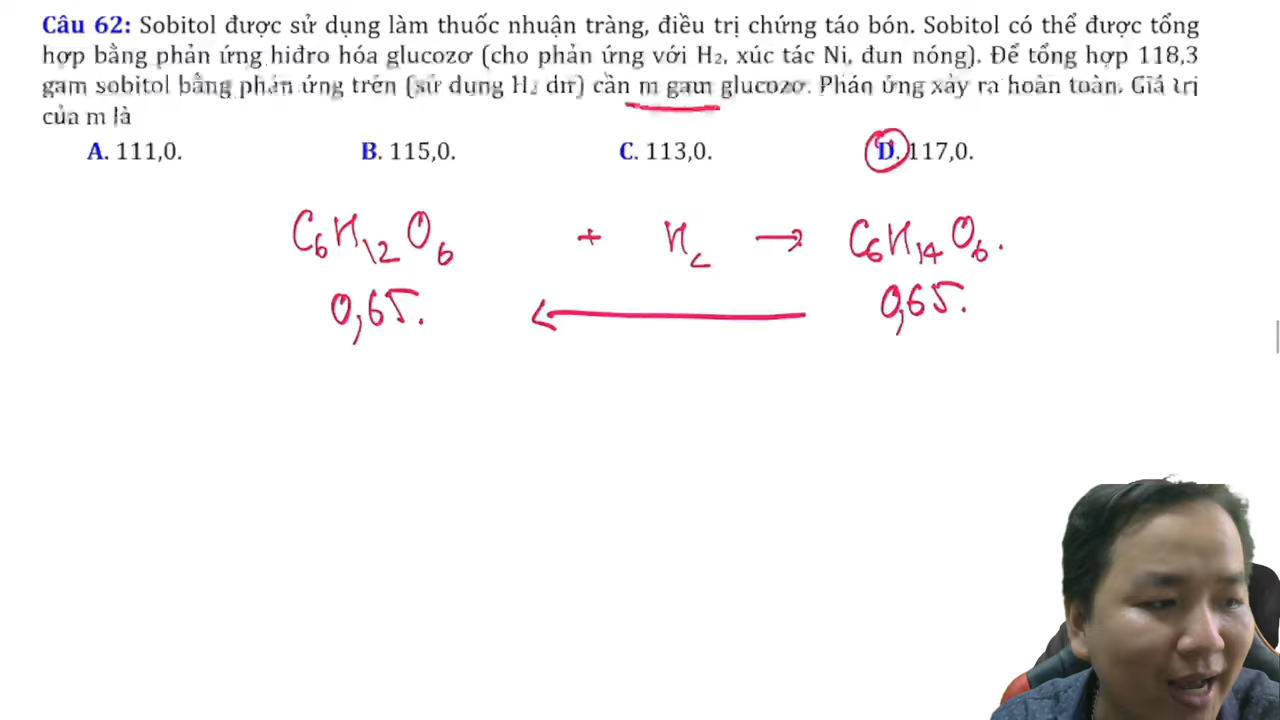 Câu 62: Sobitol được sử dụng làm thuốc nhuận tràng, điều trị chứng táo bón. Sobitol có thể được tổng
hợp bằng phản ứng hiđro hóa glucozơ (cho phản ứng với H₂, xúc tác Ni, đun nóng). Để tổng hợp 118,3
gam sobitol bằng phản ứng trên (sử dụng H₂ dư) cần m gam glucozơ. Phản ứng xảy ra hoàn toàn. Giá trị
của m là
A. 111,0. B. 115,0. C. 113,0. D. 117,0.
C₆H₁₂O₆ + H₂ → C₆H₁₄O₆.
0,65. ← 0,65.